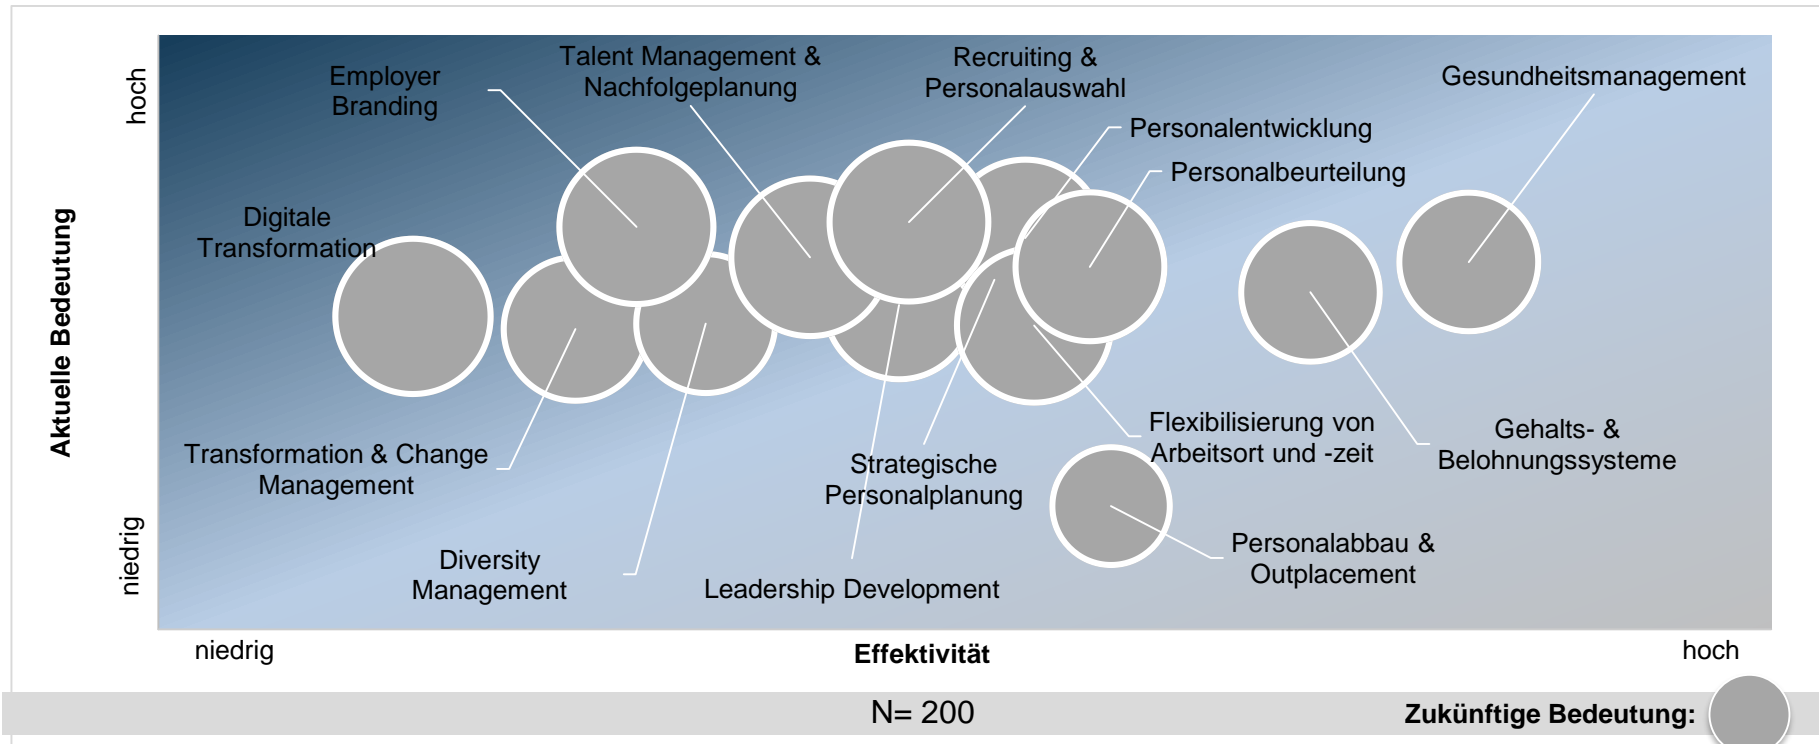 Aktuelle Bedeutung
hoch
niedrig
Employer
Branding
Talent Management &
Nachfolgeplanung
Recruiting &
Personalauswahl
Gesundheitsmanagement
Personalentwicklung
Personalbeurteilung
Digitale
Transformation
Transformation & Change
Management
Diversity
Management
Leadership Development
Strategische
Personalplanung
Flexibilisierung von
Arbeitsort und -zeit
Gehalts- &
Belohnungssysteme
Personalabbau &
Outplacement
niedrig
Effektivität
hoch
N= 200
Zukünftige Bedeutung: